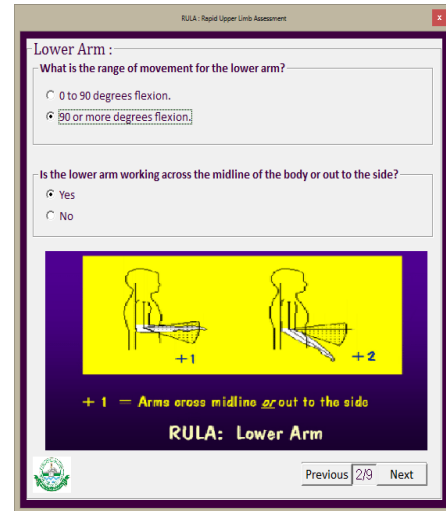 RULA: Rapid Upper Limb Assessment
x
Lower Arm :
What is the range of movement for the lower arm?
0 to 90 degrees flexion.
90 or more degrees flexion.
Is the lower arm working across the midline of the body or out to the side?
Yes
No
+1
+2
+ 1 = Arms cross midline or out to the side
RULA: Lower Arm
Previous 2/9 Next